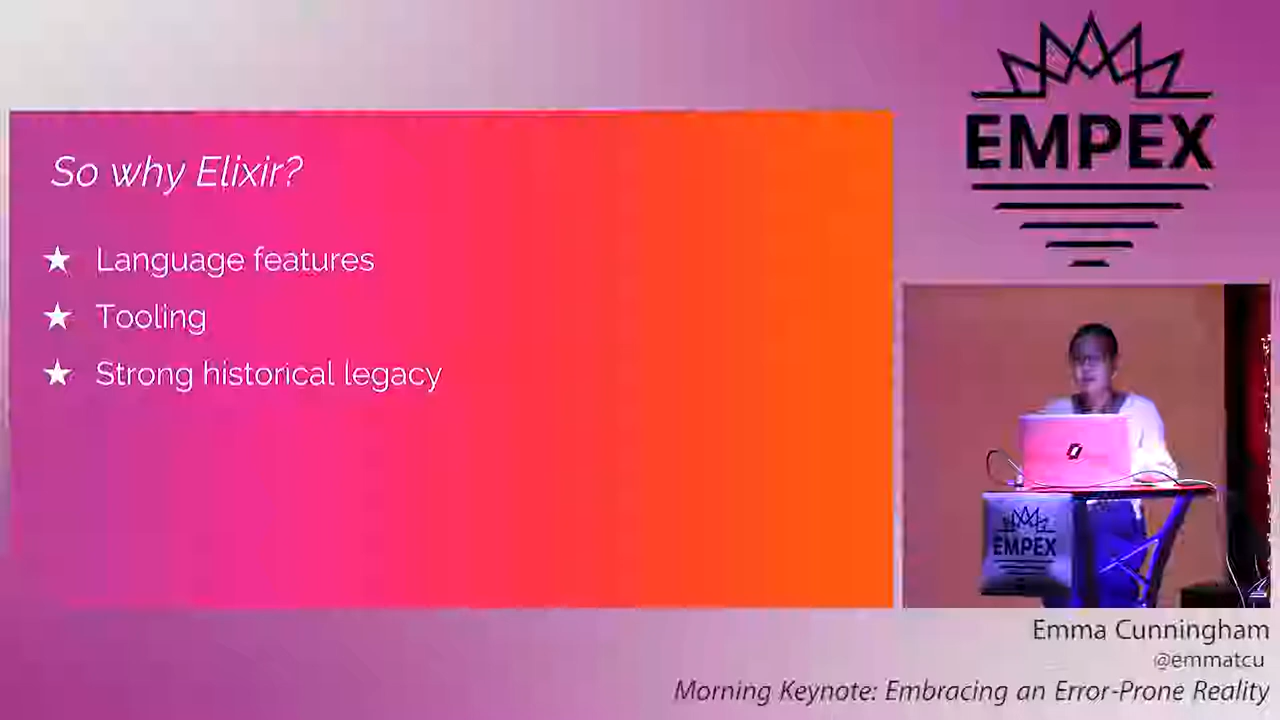 So why Elixir?
★ Language features
★ Tooling
★ Strong historical legacy
EMPEX
EMPEX
Emma Cunningham
@emmatcu
Morning Keynote: Embracing an Error-Prone Reality